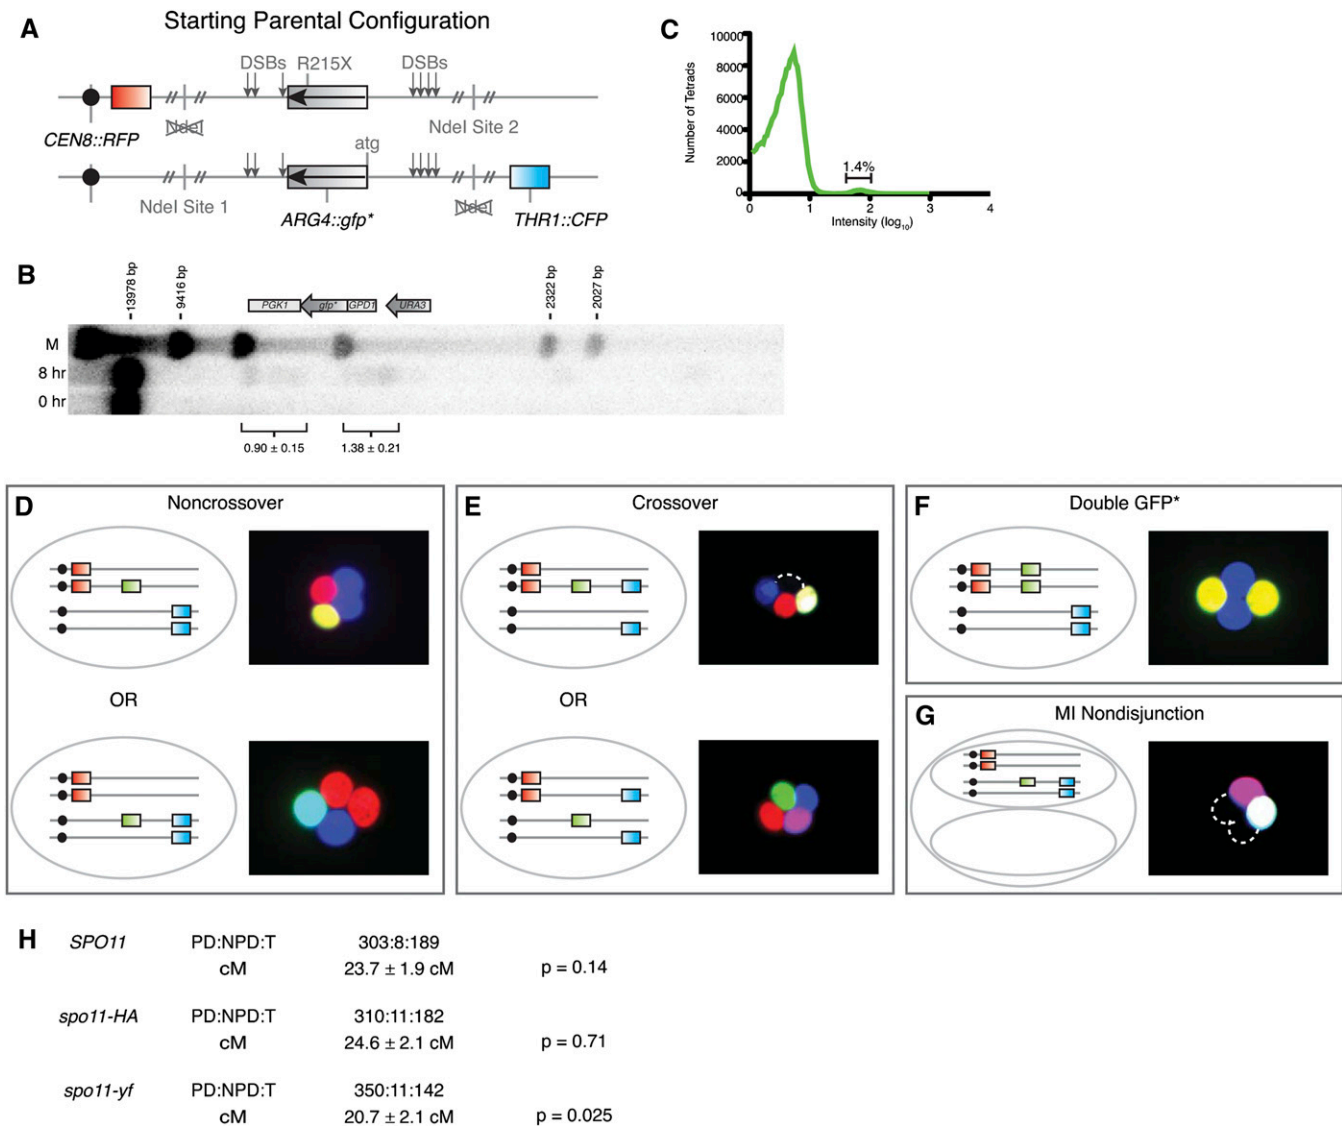 A
Starting Parental Configuration
DSBs
R215X
DSBs
CEN8::RFP
NdeI
NdeI Site 2
atg
NdeI Site 1
ARG4::gfp*
NdeI
THR1::CFP
C
Number of Tetrads
10000
8000
6000
4000
2000
0
1.4%
0 1 2 3 4
Intensity (log10)
B
13978 bp
9416 bp
PGK1 gfp* GPD1 URA3
2322 bp
2027 bp
M
8 hr
0 hr
0.90 ± 0.15
1.38 ± 0.21
D
Noncrossover
OR
E
Crossover
OR
F
Double GFP*
G
MI Nondisjunction
H
SPO11 PD:NPD:T 303:8:189
cM 23.7 ± 1.9 cM p = 0.14
spo11-HA PD:NPD:T 310:11:182
cM 24.6 ± 2.1 cM p = 0.71
spo11-yf PD:NPD:T 350:11:142
cM 20.7 ± 2.1 cM p = 0.025